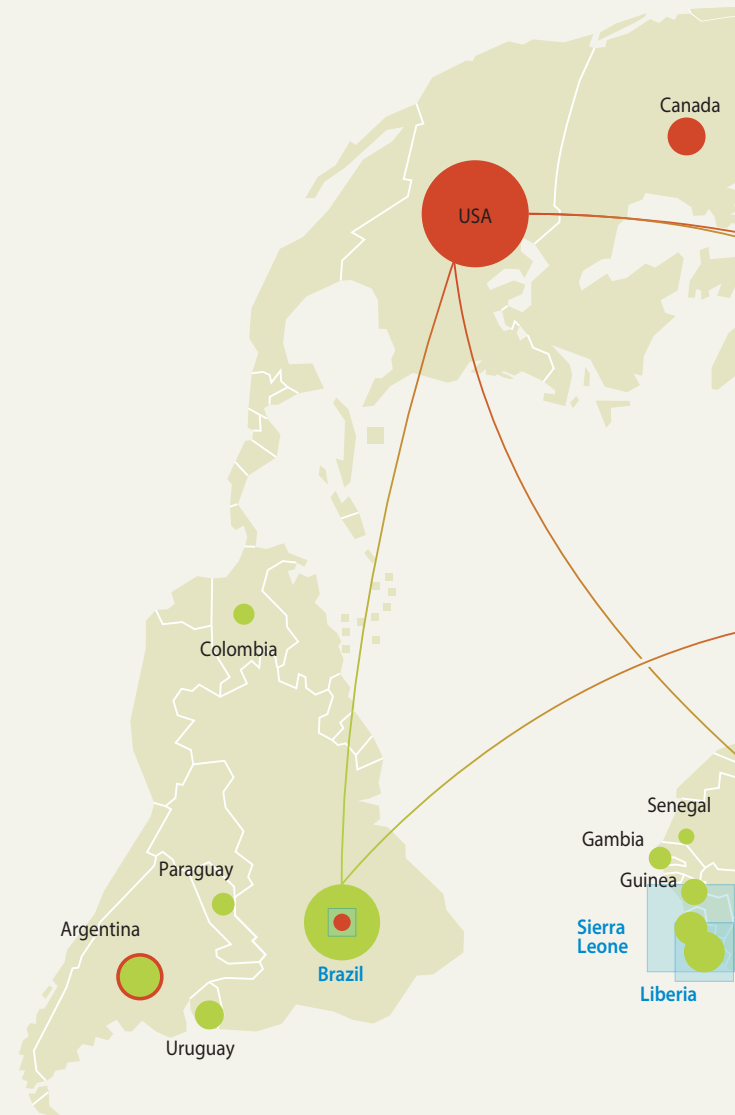 Canada
USA
Colombia
Senegal
Gambia
Paraguay
Guinea
Argentina
Sierra
Leone
Brazil
Liberia
Uruguay